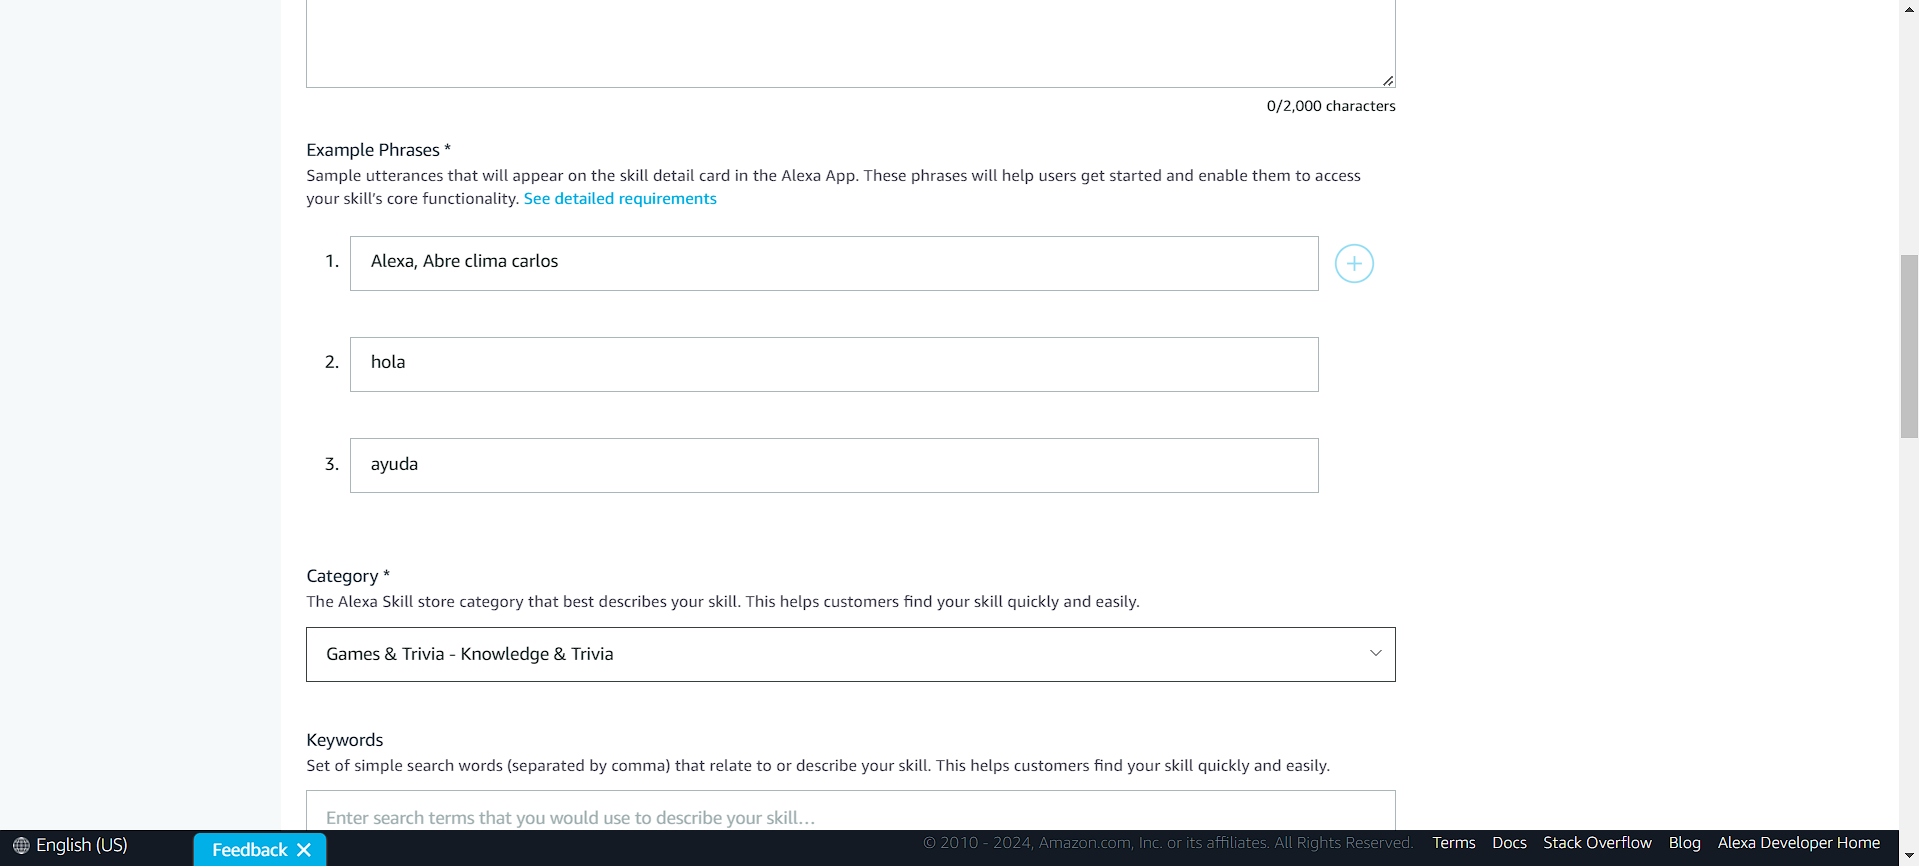 0/2,000 characters
Example Phrases *
Sample utterances that will appear on the skill detail card in the Alexa App. These phrases will help users get started and enable them to access
your skill's core functionality. See detailed requirements
1. Alexa, Abre clima carlos
2. hola
3. ayuda
Category *
The Alexa Skill store category that best describes your skill. This helps customers find your skill quickly and easily.
Games & Trivia - Knowledge & Trivia
Keywords
Set of simple search words (separated by comma) that relate to or describe your skill. This helps customers find your skill quickly and easily.
Enter search terms that you would use to describe your skill...
English (US) Feedback © 2010 - 2024, Amazon.com, Inc. or its affiliates. All Rights Reserved. Terms Docs Stack Overflow Blog Alexa Developer Home